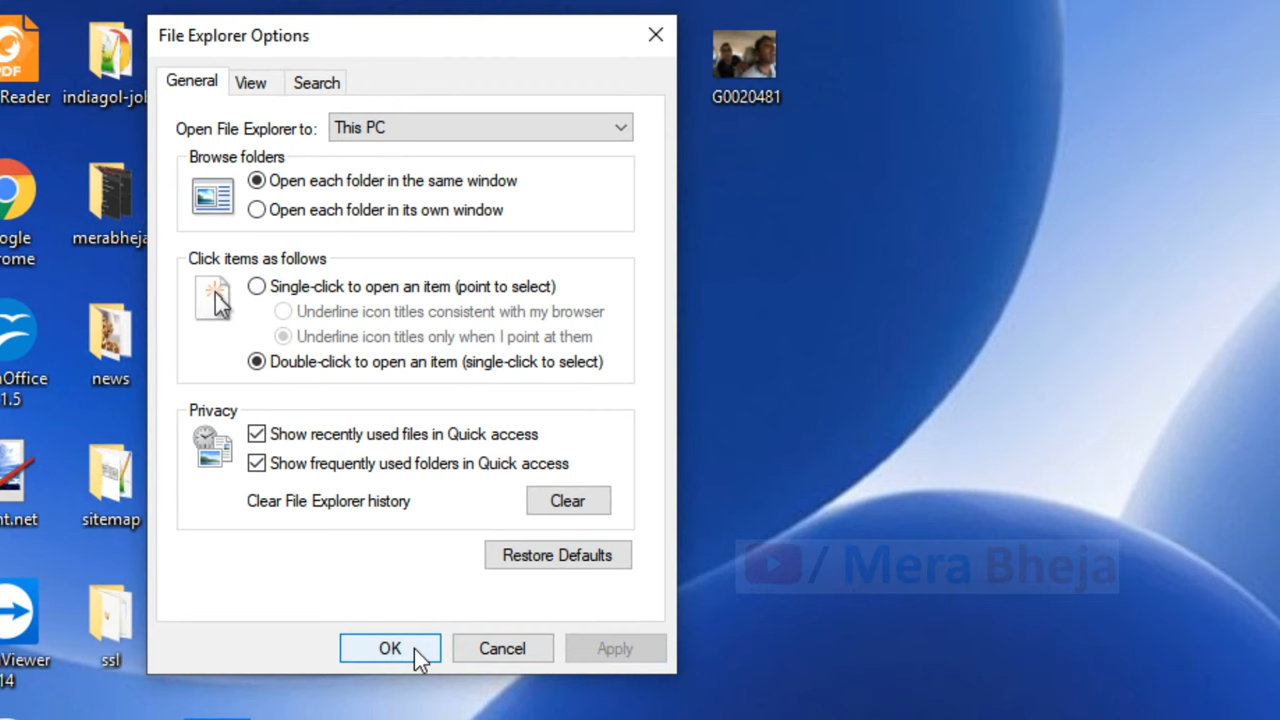 File Explorer Options
General
View
Search
Open File Explorer to:
This PC
Browse folders
Open each folder in the same window
Open each folder in its own window
Click items as follows
Single-click to open an item (point to select)
Underline icon titles consistent with my browser
Underline icon titles only when I point at them
Double-click to open an item (single-click to select)
Privacy
Show recently used files in Quick access
Show frequently used folders in Quick access
Clear File Explorer history
Clear
Restore Defaults
OK
Cancel
Apply
PDF
Reader
indiagol-jol
ogle
rome
merabheja
nOffice
1.5
news
nt.net
sitemap
Viewer
14
ssl
G0020481
/ Mera Bheja